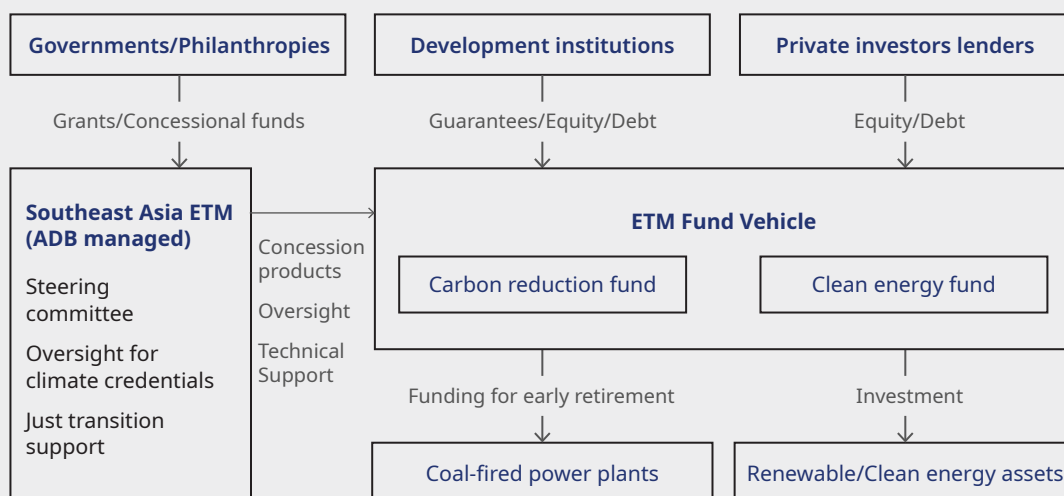 Governments/Philanthropies
Development institutions
Private investors lenders
Grants/Concessional funds
Guarantees/Equity/Debt
Equity/Debt
Southeast Asia ETM
(ADB managed)
Steering
committee
Oversight for
climate credentials
Just transition
support
Concession
products
Oversight
Technical
Support
ETM Fund Vehicle
Carbon reduction fund
Clean energy fund
Funding for early retirement
Investment
Coal-fired power plants
Renewable/Clean energy assets